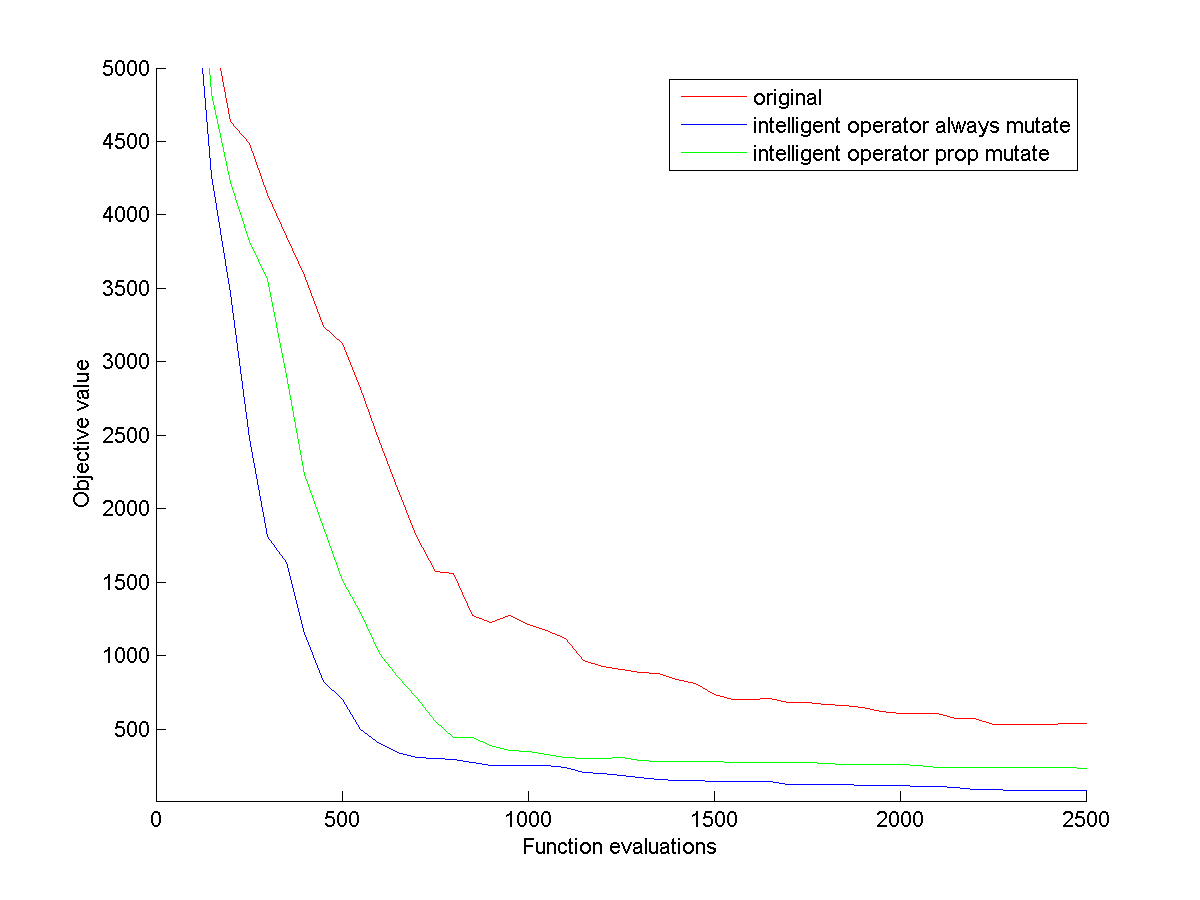 5000
4500
4000
3500
3000
2500
2000
1500
1000
500
Objective value
original
intelligent operator always mutate
intelligent operator prop mutate
0 500 1000 1500 2000 2500
Function evaluations